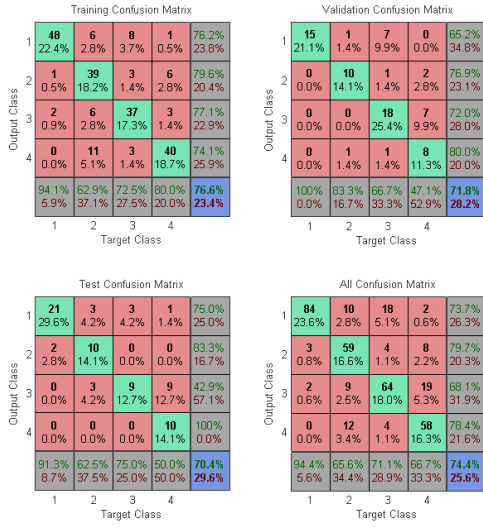 Training Confusion Matrix
Output Class
1 48 6 8 1 76.2%
22.4% 2.8% 3.7% 0.5% 23.8%
2 1 39 3 6 79.6%
0.5% 18.2% 1.4% 2.8% 20.4%
3 2 6 37 3 77.1%
0.9% 2.8% 17.3% 1.4% 22.9%
4 0 11 3 40 74.1%
0.0% 5.1% 1.4% 18.7% 25.9%
94.1% 62.9% 72.5% 80.0% 76.6%
5.9% 37.1% 27.5% 20.0% 23.4%
1 2 3 4
Target Class
Validation Confusion Matrix
Output Class
1 15 1 7 0 65.2%
21.1% 1.4% 9.9% 0.0% 34.8%
2 0 10 1 2 76.9%
0.0% 14.1% 1.4% 2.8% 23.1%
3 0 0 18 7 72.0%
0.0% 0.0% 25.4% 9.9% 28.0%
4 0 1 1 8 80.0%
0.0% 1.4% 1.4% 11.3% 20.0%
100% 83.3% 66.7% 47.1% 71.8%
0.0% 16.7% 33.3% 52.9% 28.2%
1 2 3 4
Target Class
Test Confusion Matrix
Output Class
1 21 3 3 1 75.0%
29.6% 4.2% 4.2% 1.4% 25.0%
2 2 10 0 0 83.3%
2.8% 14.1% 0.0% 0.0% 16.7%
3 0 3 9 9 42.9%
0.0% 4.2% 12.7% 12.7% 57.1%
4 0 0 0 10 100%
0.0% 0.0% 0.0% 14.1% 0.0%
91.3% 62.5% 75.0% 50.0% 70.4%
8.7% 37.5% 25.0% 50.0% 29.6%
1 2 3 4
Target Class
All Confusion Matrix
Output Class
1 84 10 18 2 73.7%
23.6% 2.8% 5.1% 0.6% 26.3%
2 3 59 4 8 79.7%
0.8% 16.6% 1.1% 2.2% 20.3%
3 2 9 64 19 68.1%
0.6% 2.5% 18.0% 5.3% 31.9%
4 0 12 4 58 78.4%
0.0% 3.4% 1.1% 16.3% 21.6%
94.4% 65.6% 71.1% 66.7% 74.4%
5.6% 34.4% 28.9% 33.3% 25.6%
1 2 3 4
Target Class